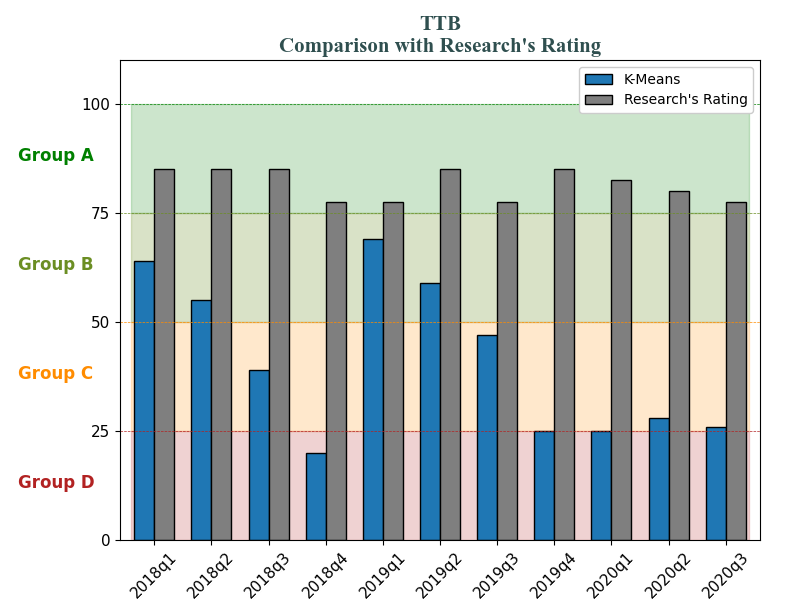 TTB
Comparison with Research's Rating
K-Means
Research's Rating
100
Group A
75
Group B
50
Group C
25
Group D
0
2018q1 2018q2 2018q3 2018q4 2019q1 2019q2 2019q3 2019q4 2020q1 2020q2 2020q3